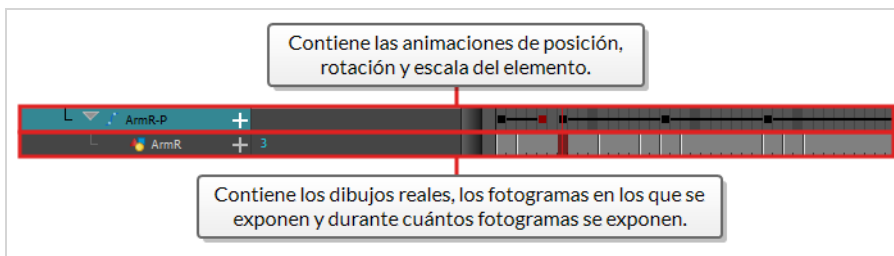 Contiene las animaciones de posición,
rotación y escala del elemento.
ArmR-P
ArmR 3
Contiene los dibujos reales, los fotogramas en los que se
exponen y durante cuántos fotogramas se exponen.